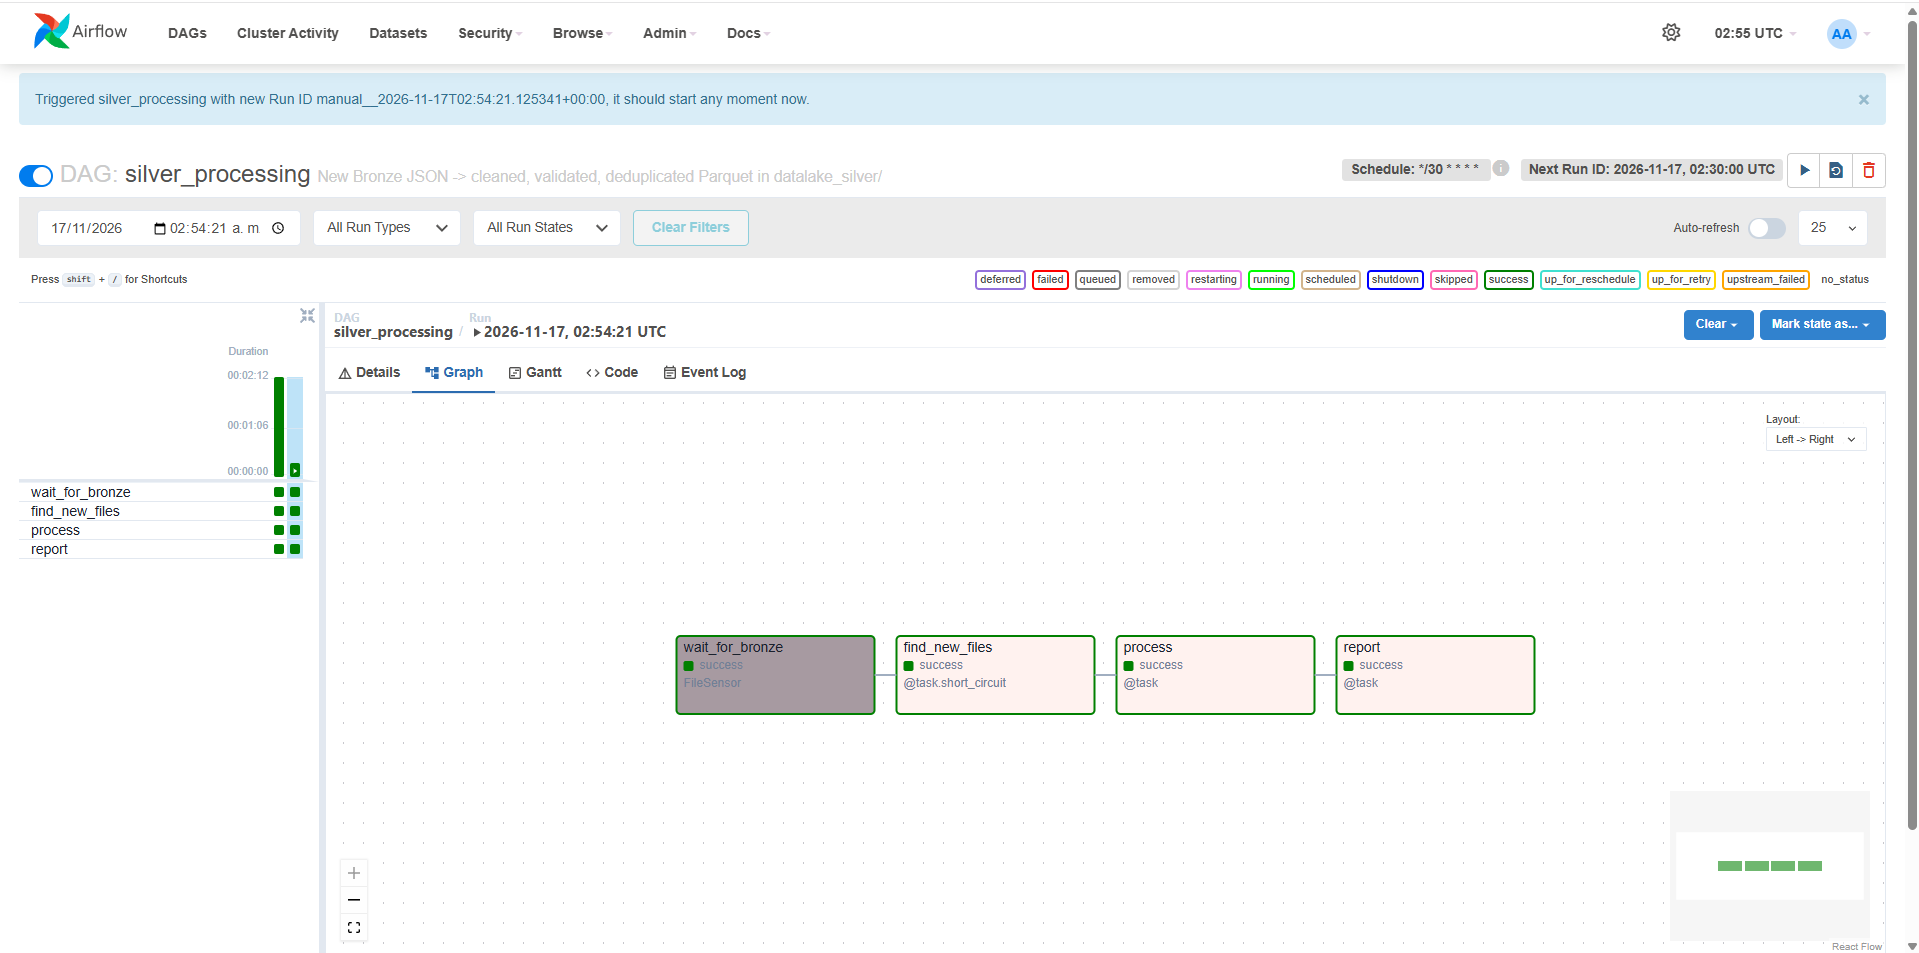 Airflow DAGs Cluster Activity Datasets Security Browse Admin Docs 02:55 UTC AA
Triggered silver_processing with new Run ID manual__2026-11-17T02:54:21.125341+00:00, it should start any moment now. ×
DAG: silver_processing New Bronze JSON -> cleaned, validated, deduplicated Parquet in datalake_silver/ Schedule: */30 * * * * i Next Run ID: 2026-11-17, 02:30:00 UTC
17/11/2026 02:54:21 a. m All Run Types All Run States Clear Filters Auto-refresh 25
Press shift + / for Shortcuts deferred failed queued removed restarting running scheduled shutdown skipped success up_for_reschedule up_for_retry upstream_failed no_status
DAG Run
silver_processing / 2026-11-17, 02:54:21 UTC Clear Mark state as...
Duration
00:02:12
00:01:06
00:00:00
wait_for_bronze
find_new_files
process
report
Details Graph Gantt Code Event Log
Layout:
Left -> Right
wait_for_bronze
success
FileSensor
find_new_files
success
@task.short_circuit
process
success
@task
report
success
@task
React Flow